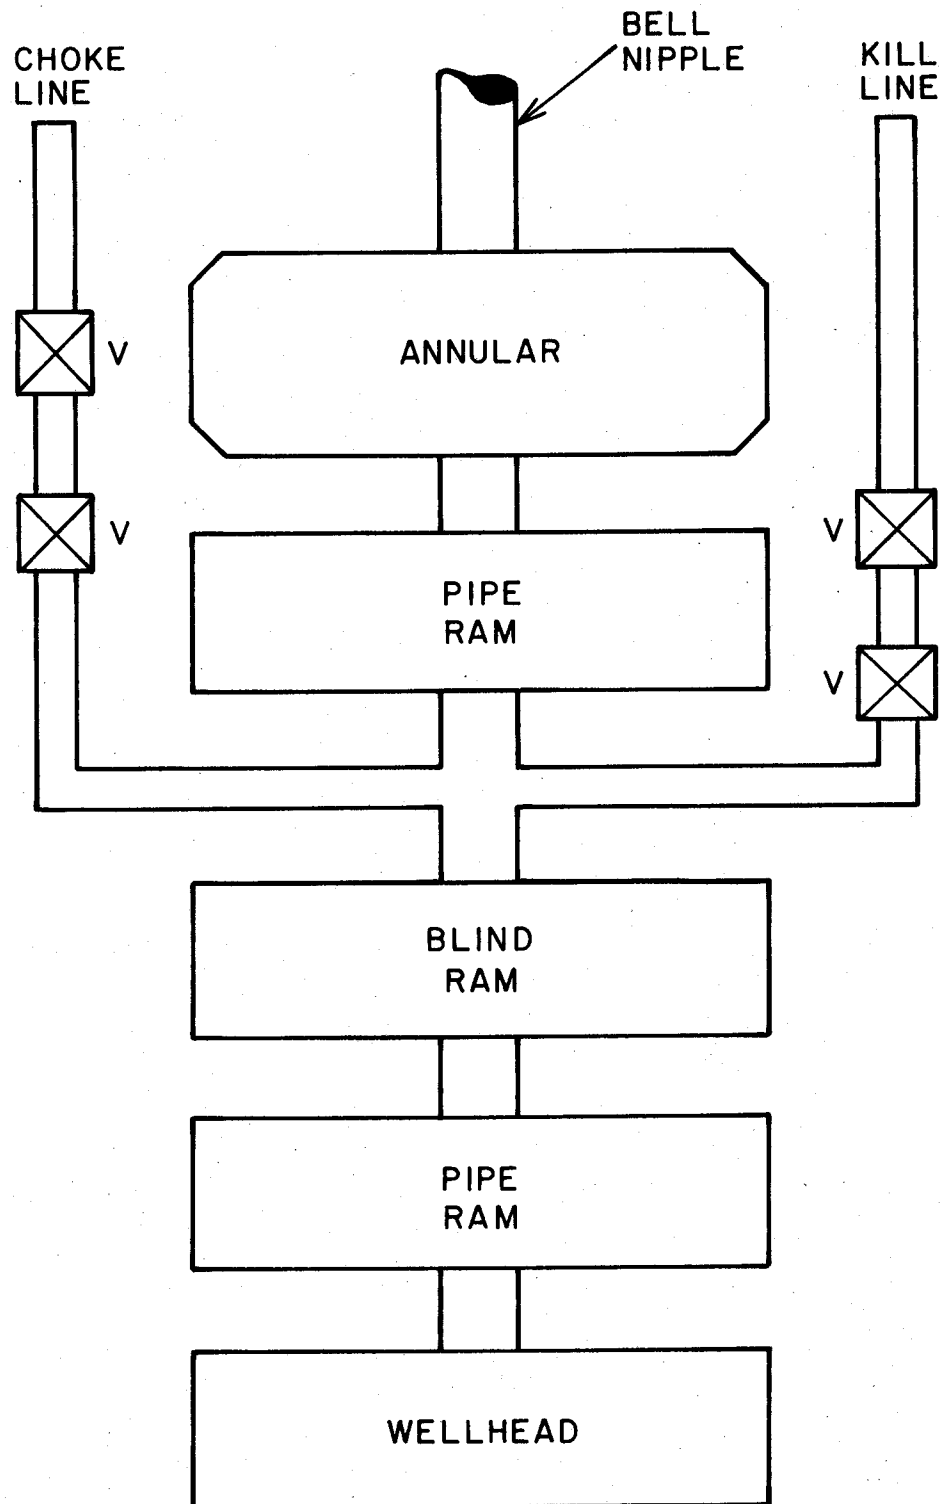 BELL
NIPPLE
CHOKE
LINE
KILL
LINE
V
ANNULAR
V
V
PIPE
RAM
V
BLIND
RAM
PIPE
RAM
WELLHEAD